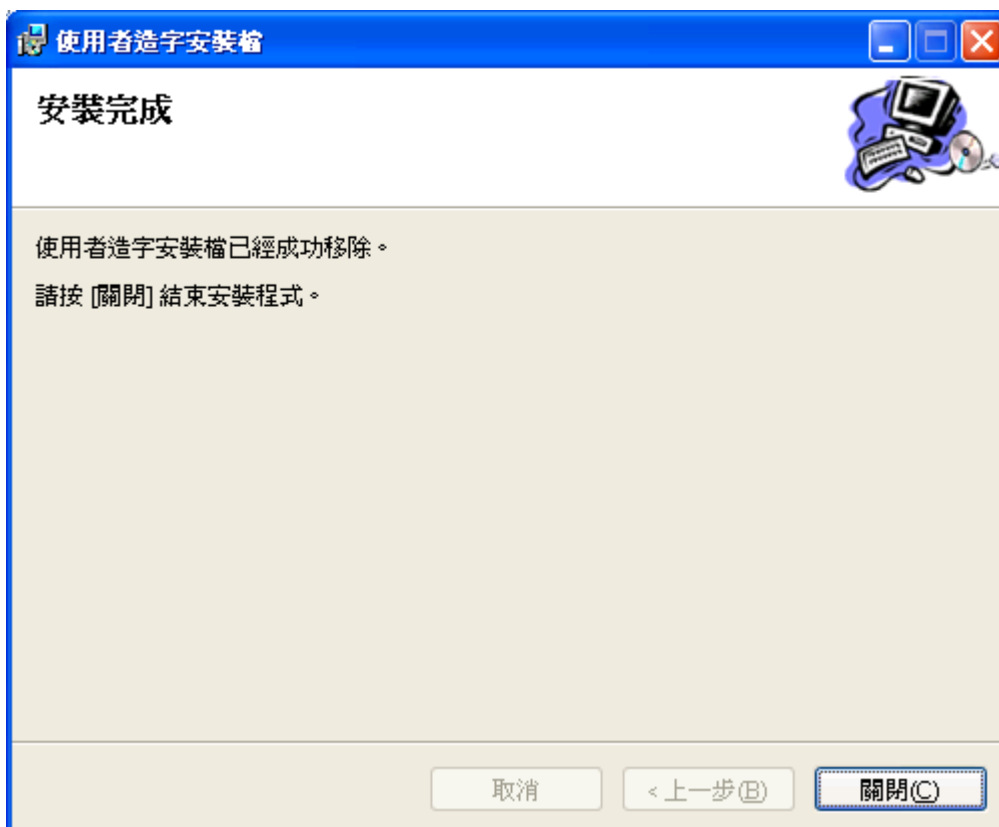 使用者造字安裝檔
安裝完成
使用者造字安裝檔已經成功移除。
請按 [關閉] 結束安裝程式。
取消
< 上一步(B)
關閉(C)